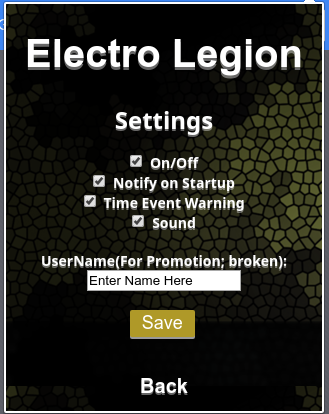 Electro Legion
Settings
On/Off
Notify on Startup
Time Event Warning
Sound
UserName(For Promotion; broken):
Enter Name Here
Save
Back